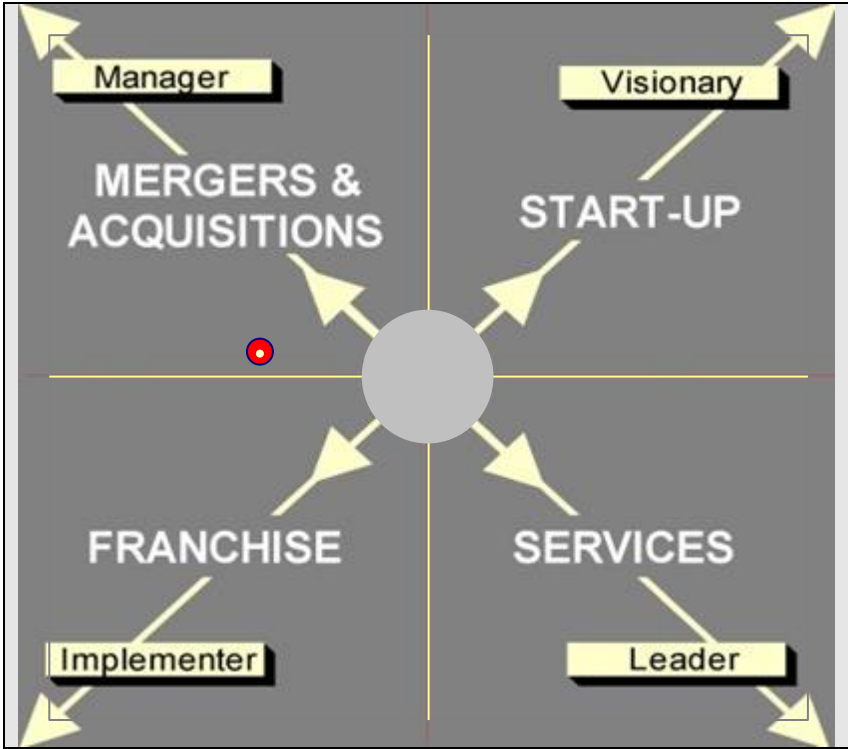 Manager
Visionary
MERGERS &
ACQUISITIONS
START-UP
FRANCHISE
SERVICES
Implementer
Leader